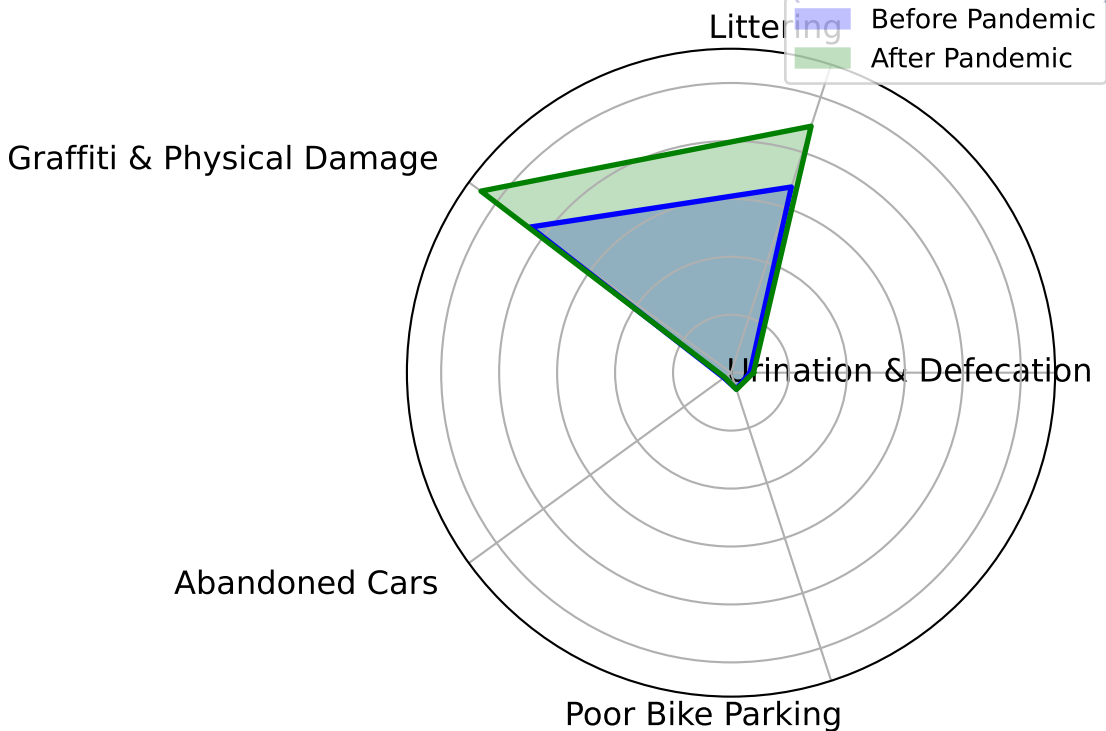 Before Pandemic
Littering
After Pandemic
Graffiti & Physical Damage
Urination & Defecation
Abandoned Cars
Poor Bike Parking